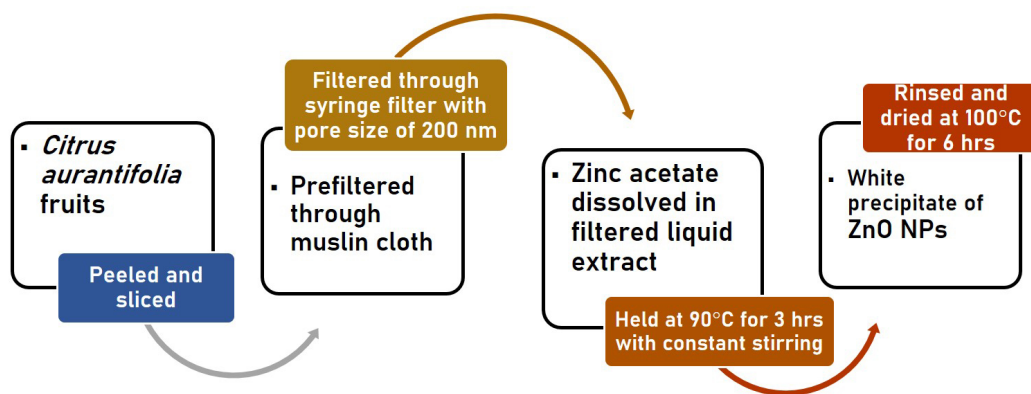 ▪ Citrus
aurantifolia
fruits
Peeled and
sliced
Filtered through
syringe filter with
pore size of 200 nm
▪ Prefiltered
through
muslin cloth
▪ Zinc acetate
dissolved in
filtered liquid
extract
Held at 90°C for 3 hrs
with constant stirring
Rinsed and
dried at 100°C
for 6 hrs
▪ White
precipitate of
ZnO NPs